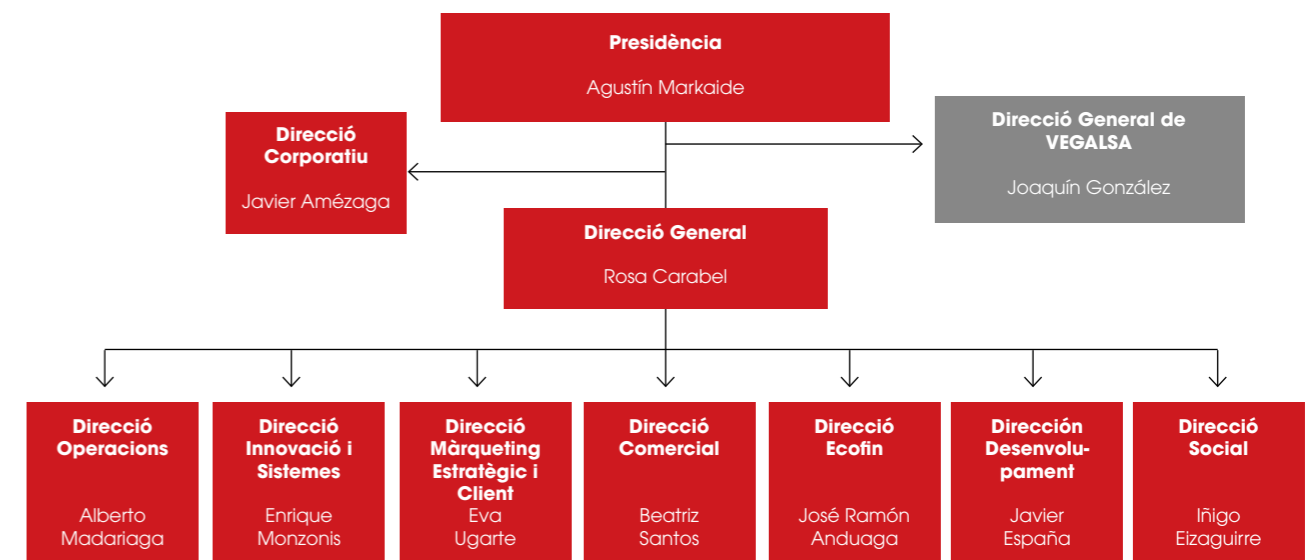 Presidència
Agustín Markaide
Direcció
Corporatiu
Javier Amézaga
Direcció General de
VEGALSA
Joaquín González
Direcció General
Rosa Carabel
Direcció
Operacions
Alberto
Madariaga
Direcció
Innovació i
Sistemes
Enrique
Monzonis
Direcció
Màrqueting
Estratègic i
Client
Eva
Ugarte
Direcció
Comercial
Beatriz
Santos
Direcció
Ecofin
José Ramón
Anduaga
Dirección
Desenvolu-
pament
Javier
España
Direcció
Social
Iñigo
Eizaguirre